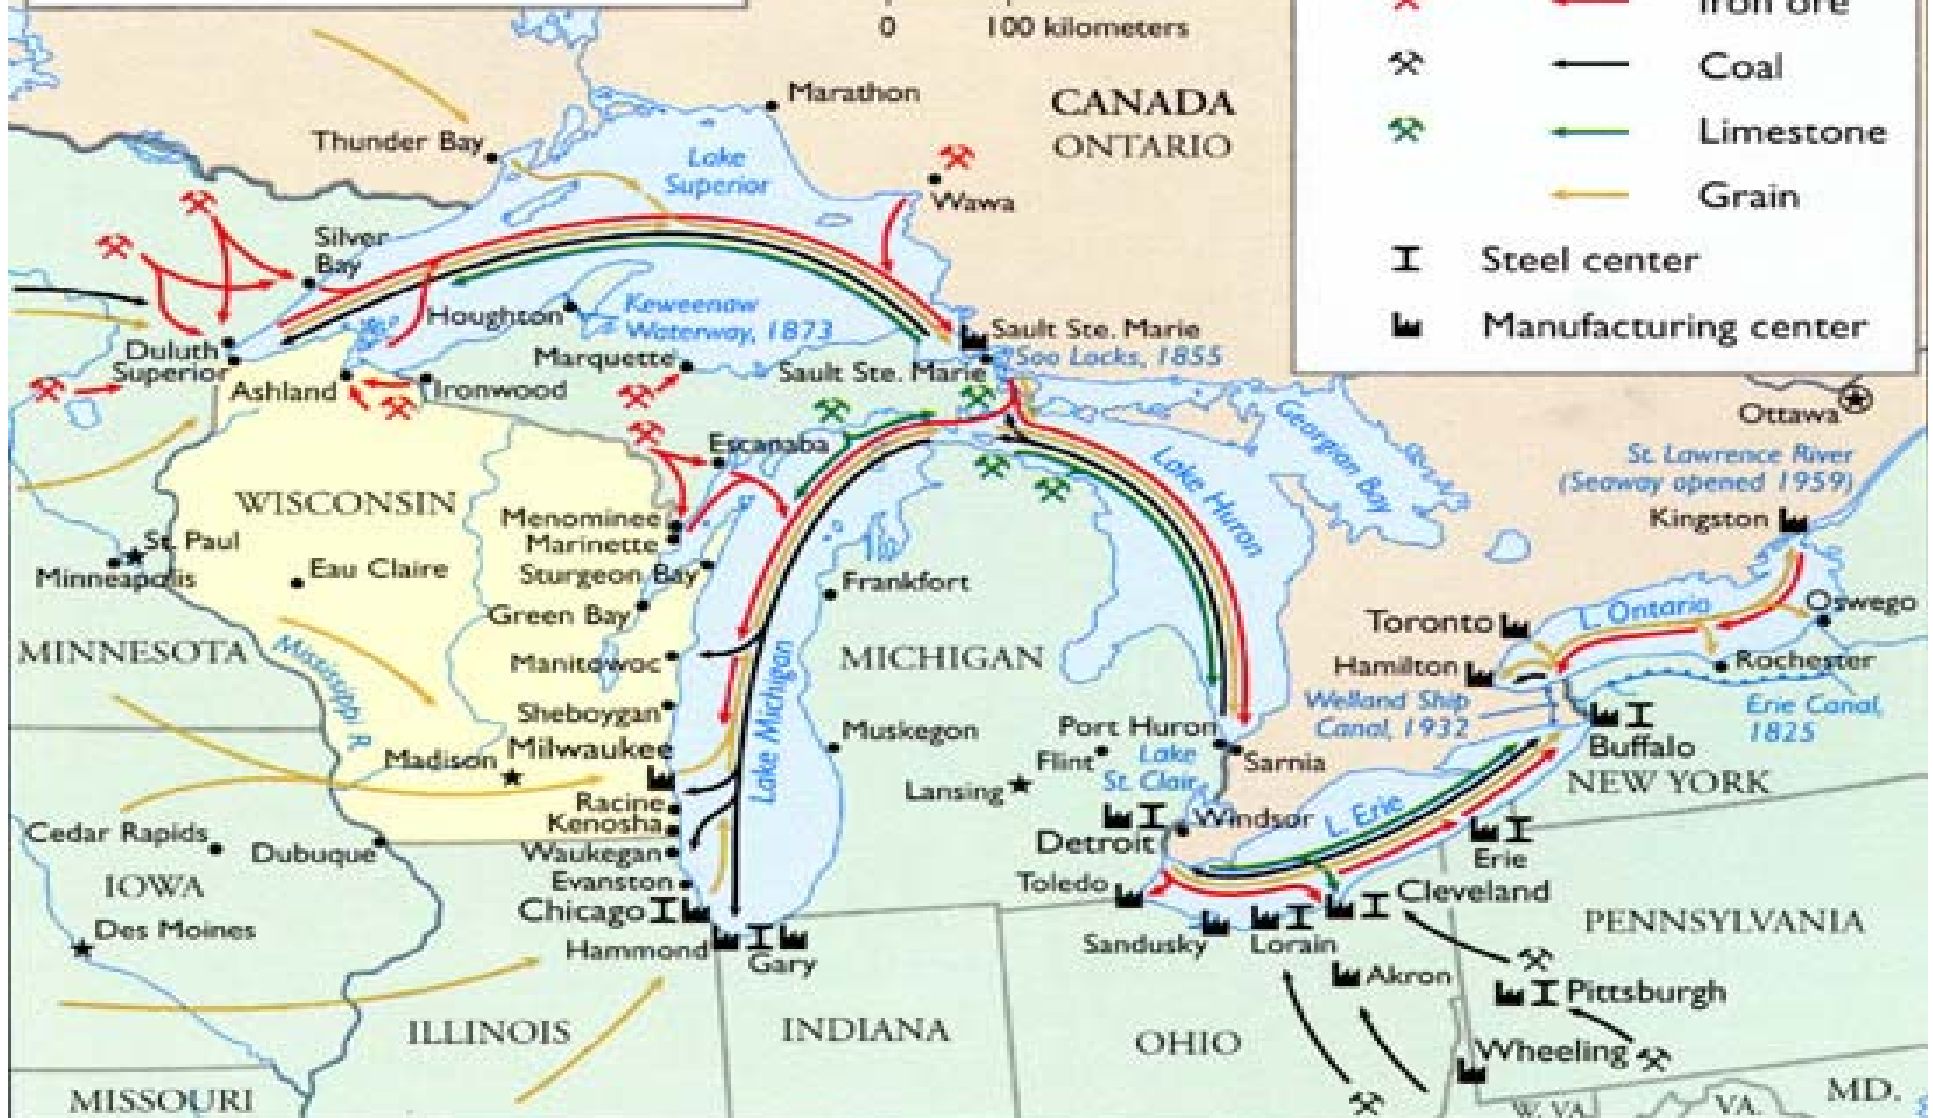 Iron ore
0 100 kilometers
Coal
Marathon
CANADA
ONTARIO
Limestone
Thunder Bay
Lake
Superior
Wawa
Grain
Silver
Bay
Steel center
Houghton
Keweenaw
Waterway, 1873
Sault Ste. Marie
Soo Locks, 1855
Manufacturing center
Duluth
Superior
Marquette
Sault Ste. Marie
Ashland
Ironwood
Ottawa
Escanaba
Georgian Bay
Lake Huron
St. Lawrence River
(Seaway opened 1959)
WISCONSIN
Menominee
Marinette
Kingston
St. Paul
Minneapolis
Eau Claire
Sturgeon Bay
Frankfort
Green Bay
L. Ontario
Oswego
Toronto
MINNESOTA
Mississippi R.
Manitowoc
Lake Michigan
MICHIGAN
Hamilton
Rochester
Welland Ship
Canal, 1932
Erie Canal,
1825
Sheboygan
Muskegon
Port Huron
Buffalo
Madison
Milwaukee
Flint
Lake
St. Clair
Sarnia
NEW YORK
Lansing
Racine
Kenosha
Cedar Rapids
Dubuque
Waukegan
Windsor
L. Erie
Detroit
Erie
IOWA
Evanston
Toledo
Cleveland
Chicago
Des Moines
Hammond
Gary
Sandusky
Lorain
PENNSYLVANIA
Akron
Pittsburgh
ILLINOIS
INDIANA
OHIO
Wheeling
MISSOURI
W. VA.
VA.
MD.